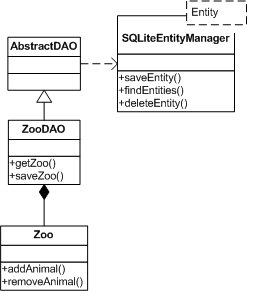 Entity
AbstractDAO
SQLiteEntityManager
+saveEntity()
+findEntities()
+deleteEntity()
ZooDAO
+getZoo()
+saveZoo()
Zoo
+addAnimal()
+removeAnimal()